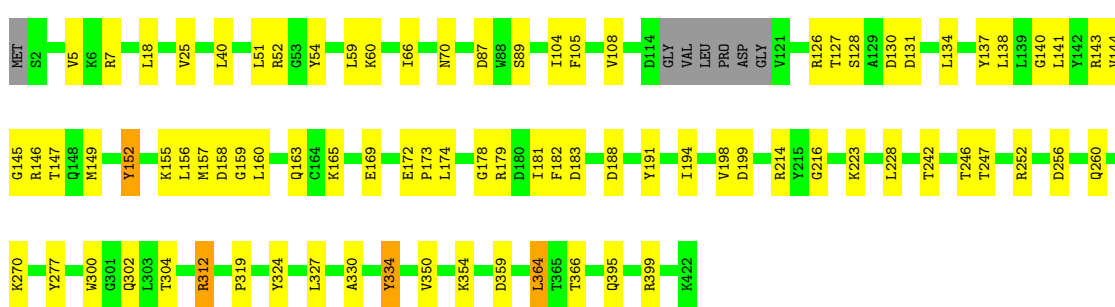 MET S2 V5 K6 R7 L18 V25 L40 L51 R52 G53 Y54 L59 K60 I66 N70 D87 W88 S89 I104 F105 V108 D114 GLY VAL LEU PRO ASP GLY V121 R126 T127 S128 A129 D130 D131 L134 Y137 L138 L139 G140 L141 Y142 R143 V144
G145 R146 T147 Q148 M149 Y152 K155 L156 M157 D158 G159 L160 Q163 C164 K165 E169 E172 P173 L174 G178 R179 D180 I181 F182 D183 D188 Y191 I194 V198 D199 R214 Y215 G216 K223 L228 T242 T246 T247 R252 D256 Q260
K270 Y277 W300 G301 Q302 L303 T304 R312 P319 Y324 L327 A330 Y334 V350 K354 D359 L364 T365 T366 Q395 R399 K422